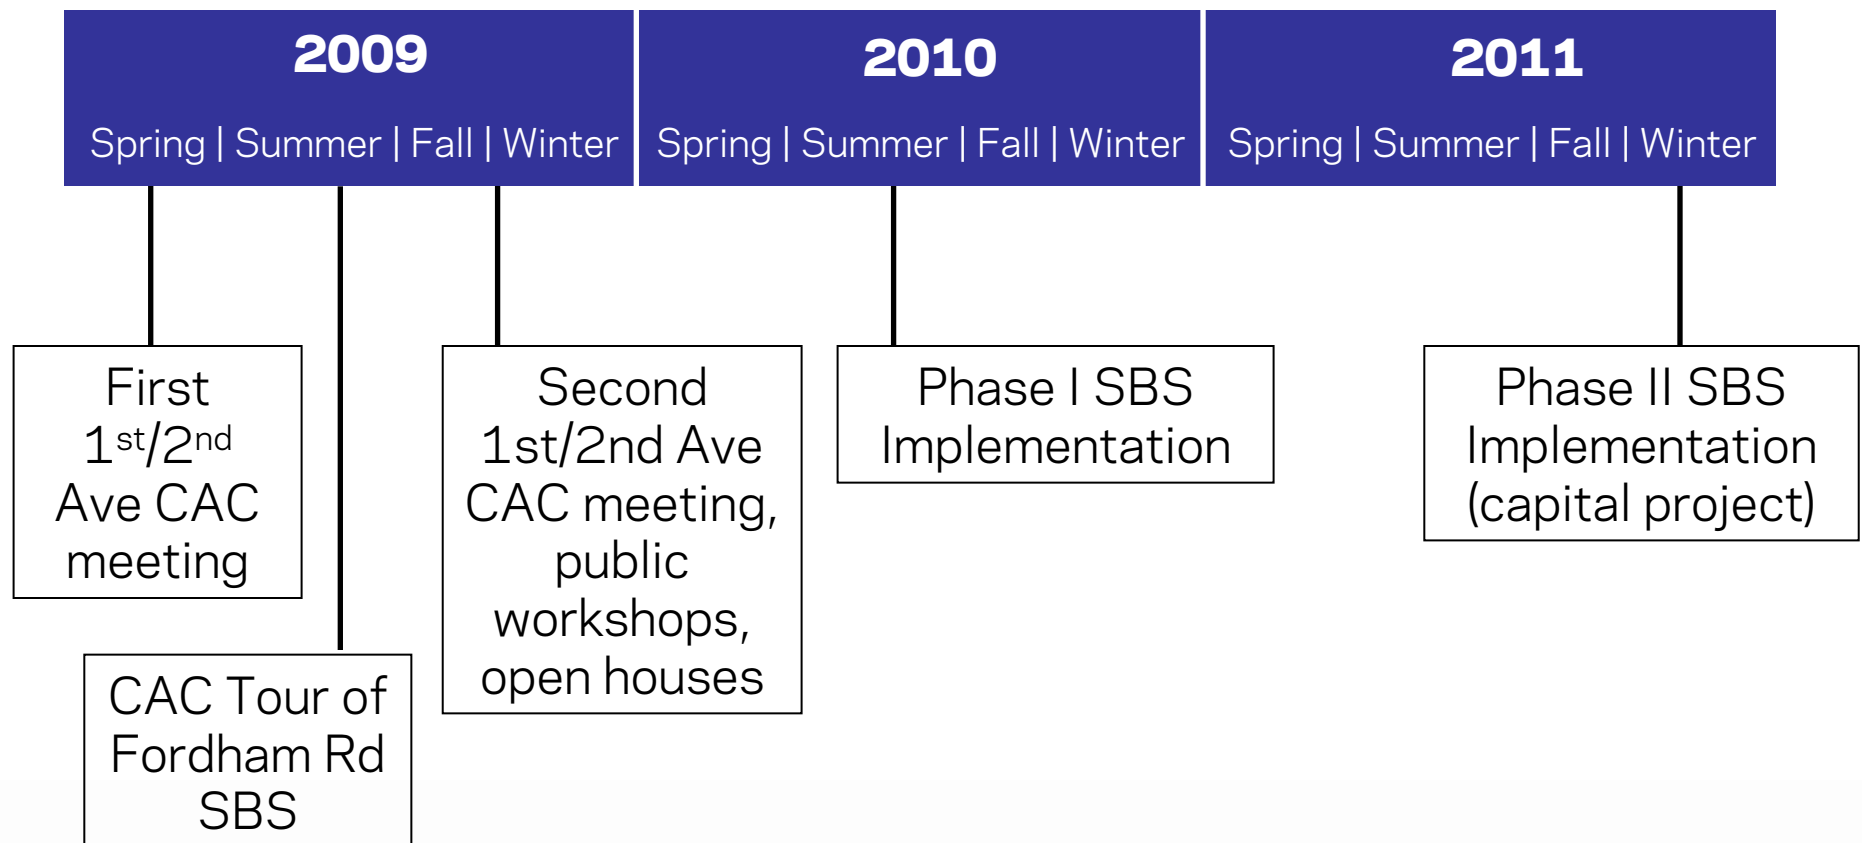 2009
2010
2011
Spring | Summer | Fall | Winter
Spring | Summer | Fall | Winter
Spring | Summer | Fall | Winter
First
1st/2nd
Ave CAC
meeting
CAC Tour of
Fordham Rd
SBS
Second
1st/2nd Ave
CAC meeting,
public
workshops,
open houses
Phase I SBS
Implementation
Phase II SBS
Implementation
(capital project)